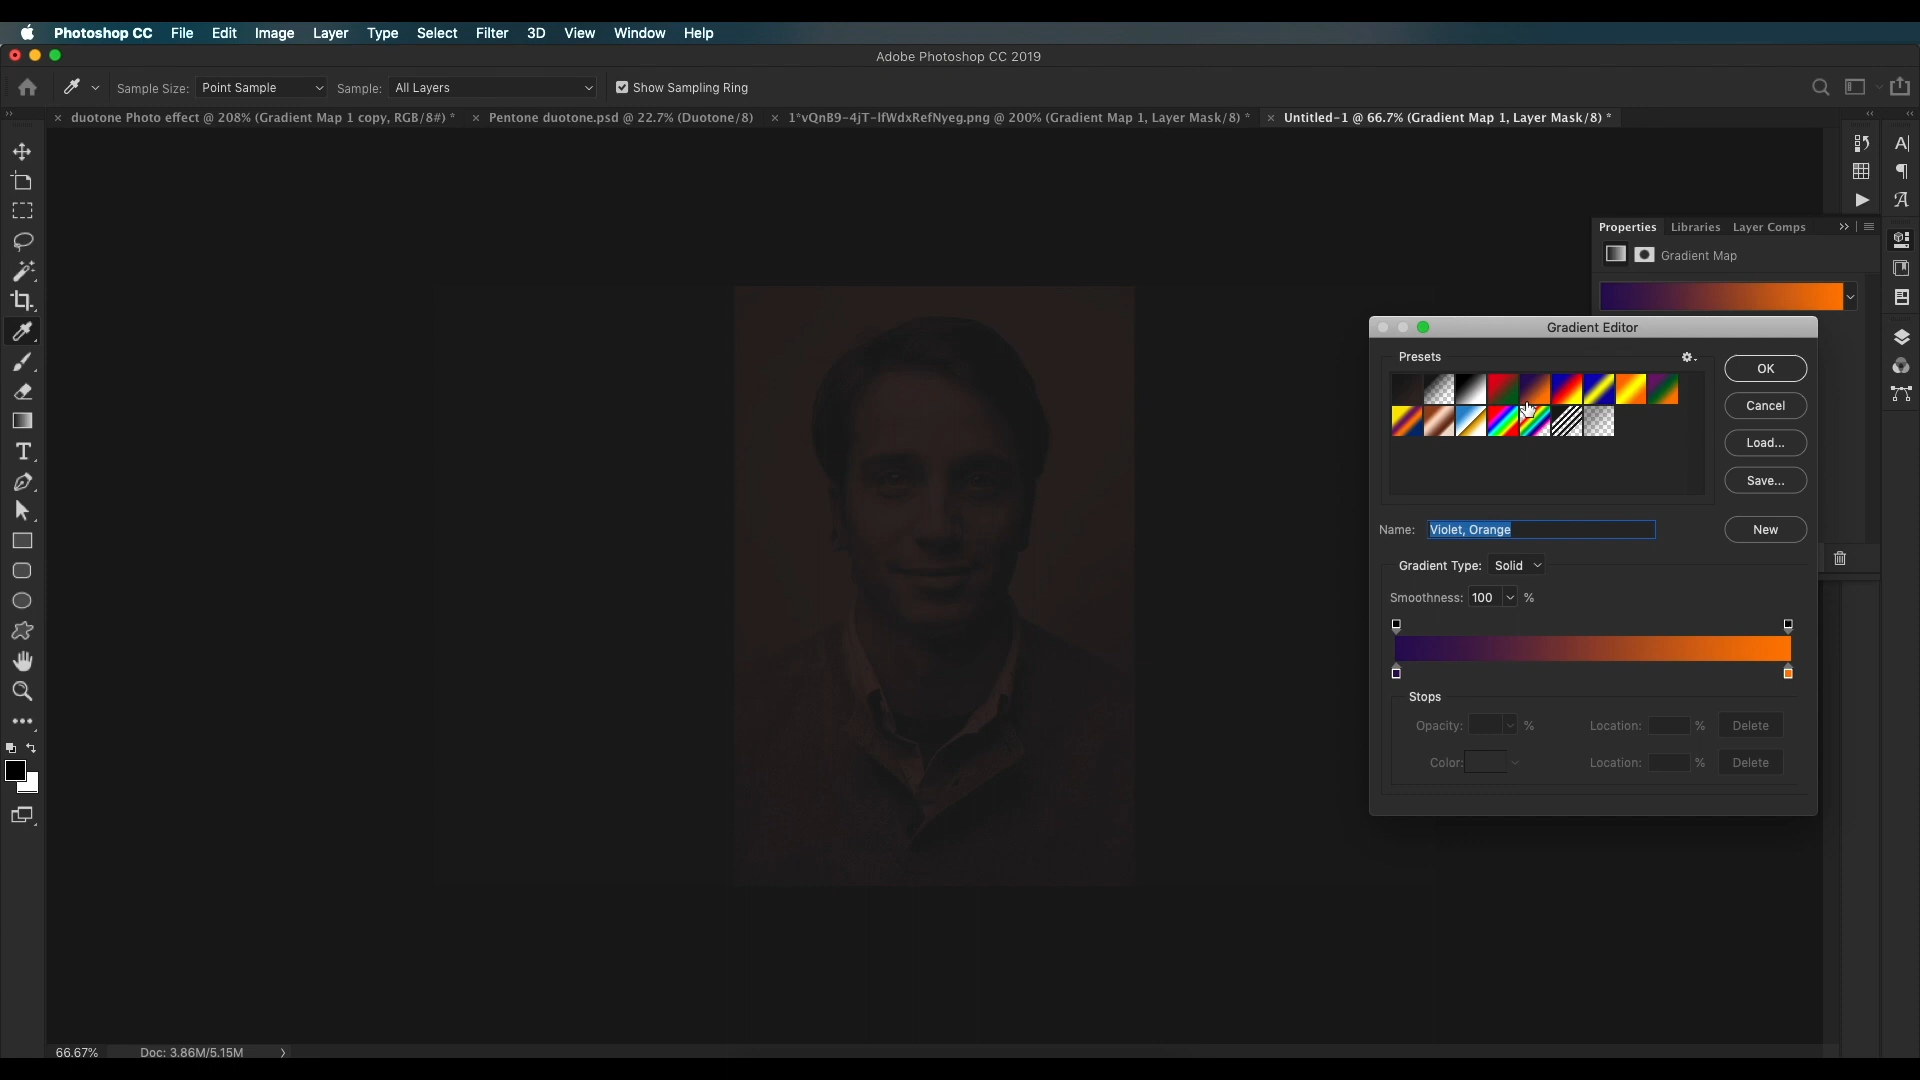 Photoshop CC File Edit Image Layer Type Select Filter 3D View Window Help
Adobe Photoshop CC 2019
Sample Size: Point Sample Sample: All Layers Show Sampling Ring
× duotone Photo effect @ 208% (Gradient Map 1 copy, RGB/8#) * × Pentone duotone.psd @ 22.7% (Duotone/8) × 1*vQnB9-4jT-lfWdxRefNyeg.png @ 200% (Gradient Map 1, Layer Mask/8) * × Untitled-1 @ 66.7% (Gradient Map 1, Layer Mask/8) *
Properties Libraries Layer Comps
Gradient Map
Gradient Editor
Presets
OK
Cancel
Load...
Save...
Name: Violet, Orange
New
Gradient Type: Solid
Smoothness: 100 %
Stops
Opacity: % Location: % Delete
Color: Location: % Delete
66.67% Doc: 3.86M/5.15M